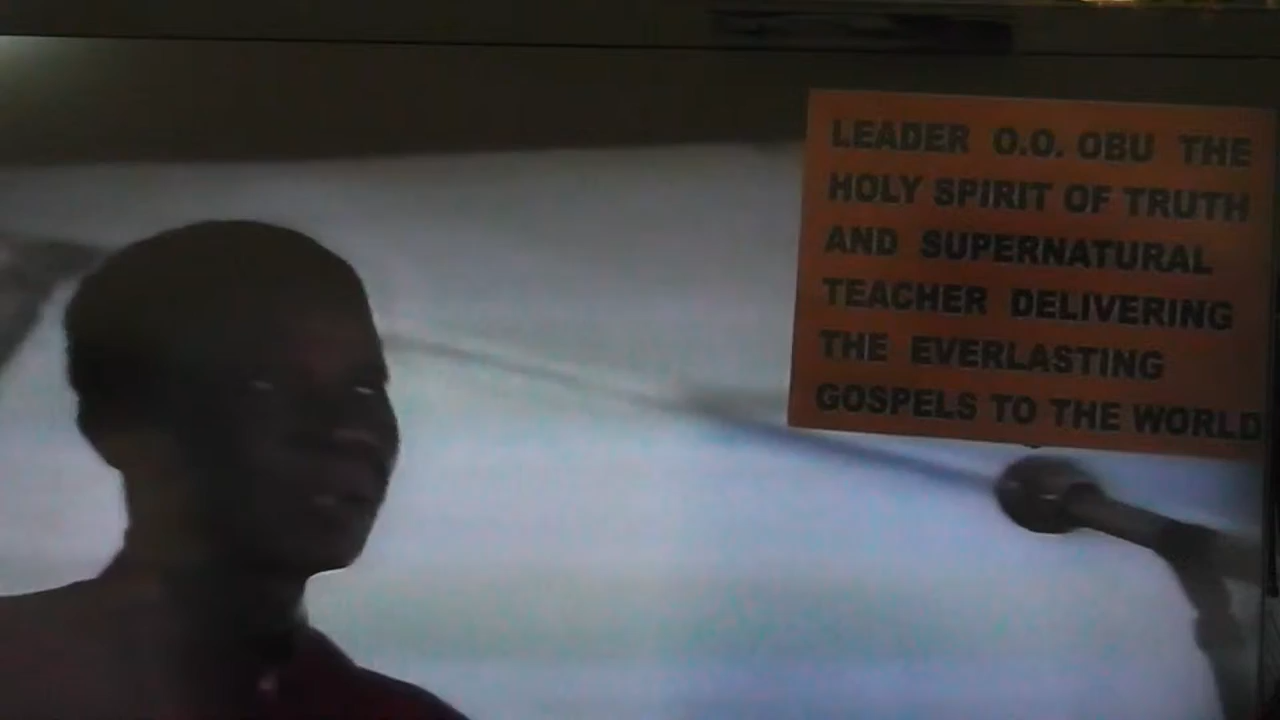 LEADER O.O. OBU THE
HOLY SPIRIT OF TRUTH
AND SUPERNATURAL
TEACHER DELIVERING
THE EVERLASTING
GOSPELS TO THE WORLD